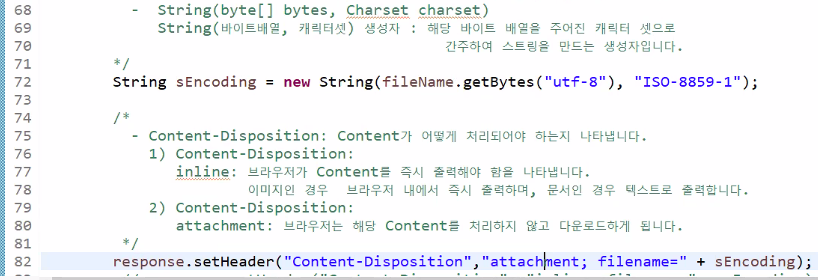 68 - String(byte[] bytes, Charset charset)
69 String(바이트배열, 캐릭터셋) 생성자 : 해당 바이트 배열을 주어진 캐릭터 셋으로
70 간주하여 스트링을 만드는 생성자입니다.
71 */
72 String sEncoding = new String(fileName.getBytes("utf-8"), "ISO-8859-1");
73
74 /*
75 - Content-Disposition: Content가 어떻게 처리되어야 하는지 나타냅니다.
76 1) Content-Disposition:
77 inline: 브라우저가 Content를 즉시 출력해야 함을 나타냅니다.
78 이미지인 경우 브라우저 내에서 즉시 출력하며, 문서인 경우 텍스트로 출력합니다.
79 2) Content-Disposition:
80 attachment: 브라우저는 해당 Content를 처리하지 않고 다운로드하게 됩니다.
81 */
82 response.setHeader("Content-Disposition","attachment; filename=" + sEncoding);